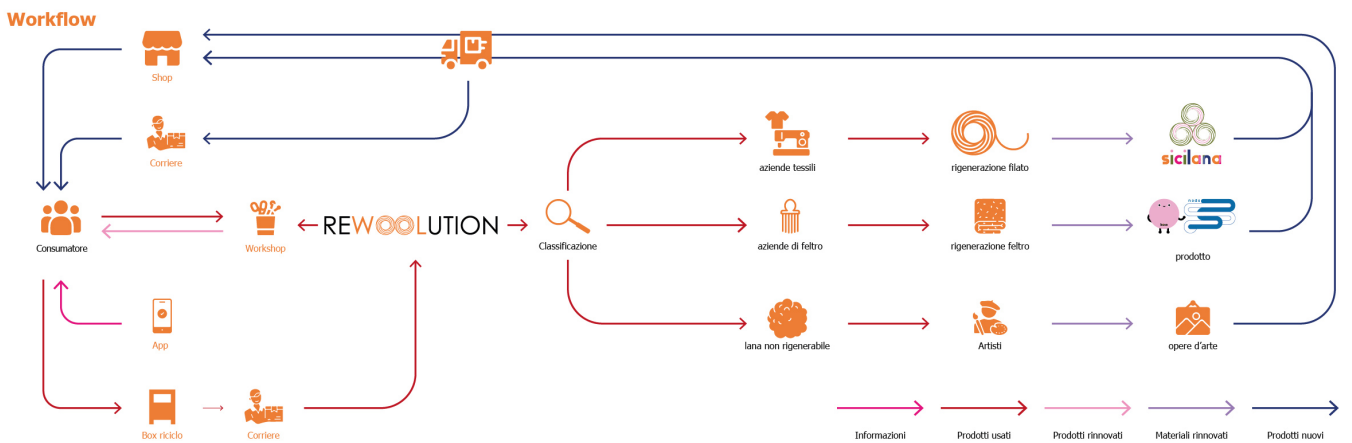 Workflow
Shop
Corriere
aziende tessili
rigenerazione filato
sicilana
nodo
Consumatore
Workshop
REWOOLUTION
Classificazione
aziende di feltro
rigenerazione feltro
prodotto
App
lana non rigenerabile
Artisti
opere d'arte
Box riciclo
Corriere
Informazioni
Prodotti usati
Prodotti rinnovati
Materiali rinnovati
Prodotti nuovi